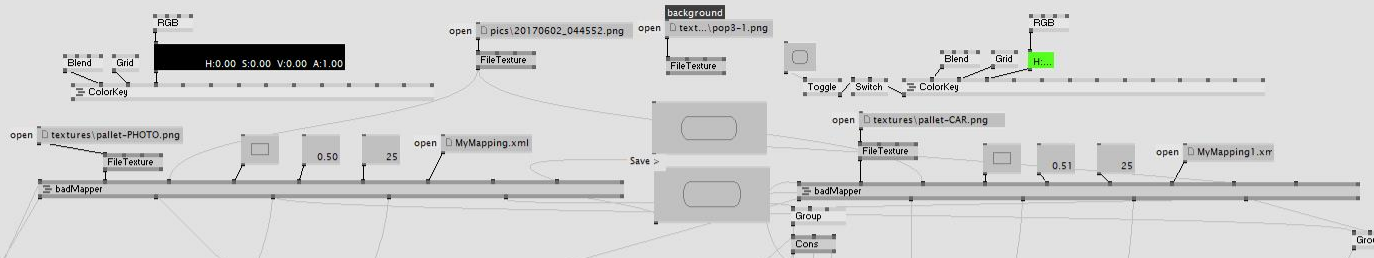 background
RGB
RGB
open pics\20170602_044552.png
open text...\pop3-1.png
Blend
Grid
H:0.00 S:0.00 V:0.00 A:1.00
FileTexture
FileTexture
Blend
Grid
H:...
ColorKey
Toggle
Switch
ColorKey
open textures\pallet-PHOTO.png
open textures\pallet-CAR.png
FileTexture
0.50
25
open MyMapping.xml
Save >
FileTexture
0.51
25
open MyMapping1.xm
badMapper
badMapper
Group
Grou
Cons